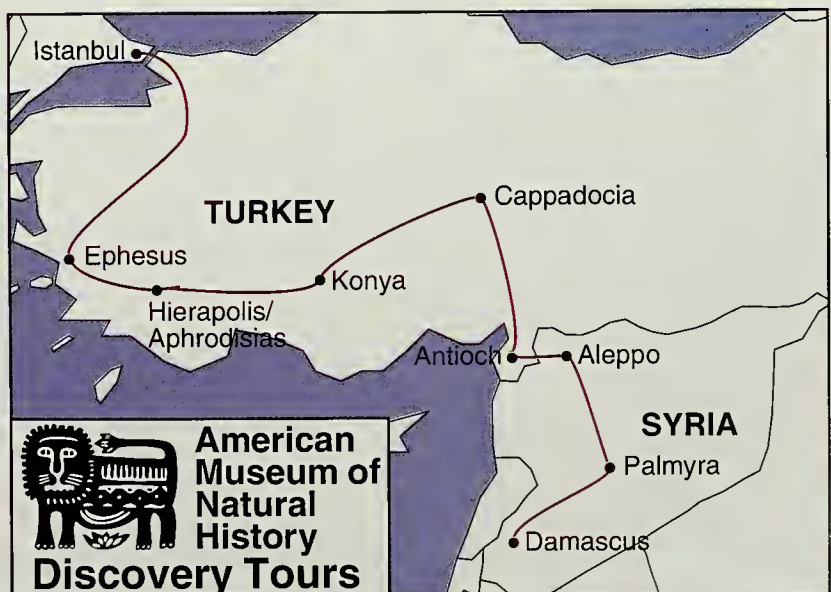 Istanbul
Cappadocia
TURKEY
Ephesus
Konya
Hierapolis/
Aphrodisias
Antioch
Aleppo
SYRIA
Palmyra
Damascus
American
Museum of
Natural
History
Discovery Tours